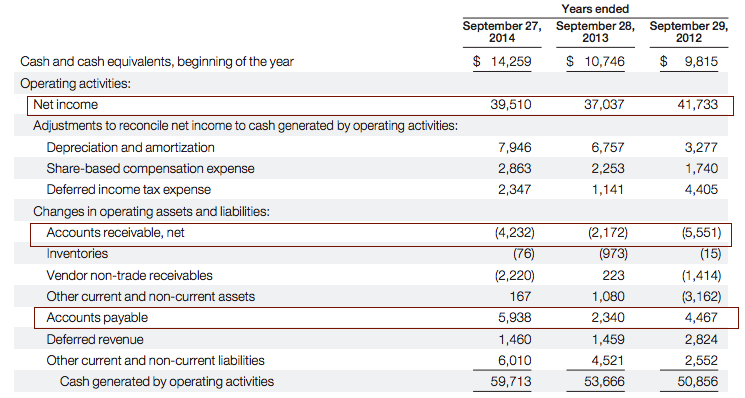 Years ended
September 27, 2014 September 28, 2013 September 29, 2012
Cash and cash equivalents, beginning of the year $ 14,259 $ 10,746 $ 9,815
Operating activities:
Net income 39,510 37,037 41,733
Adjustments to reconcile net income to cash generated by operating activities:
Depreciation and amortization 7,946 6,757 3,277
Share-based compensation expense 2,863 2,253 1,740
Deferred income tax expense 2,347 1,141 4,405
Changes in operating assets and liabilities:
Accounts receivable, net (4,232) (2,172) (5,551)
Inventories (76) (973) (15)
Vendor non-trade receivables (2,220) 223 (1,414)
Other current and non-current assets 167 1,080 (3,162)
Accounts payable 5,938 2,340 4,467
Deferred revenue 1,460 1,459 2,824
Other current and non-current liabilities 6,010 4,521 2,552
Cash generated by operating activities 59,713 53,666 50,856